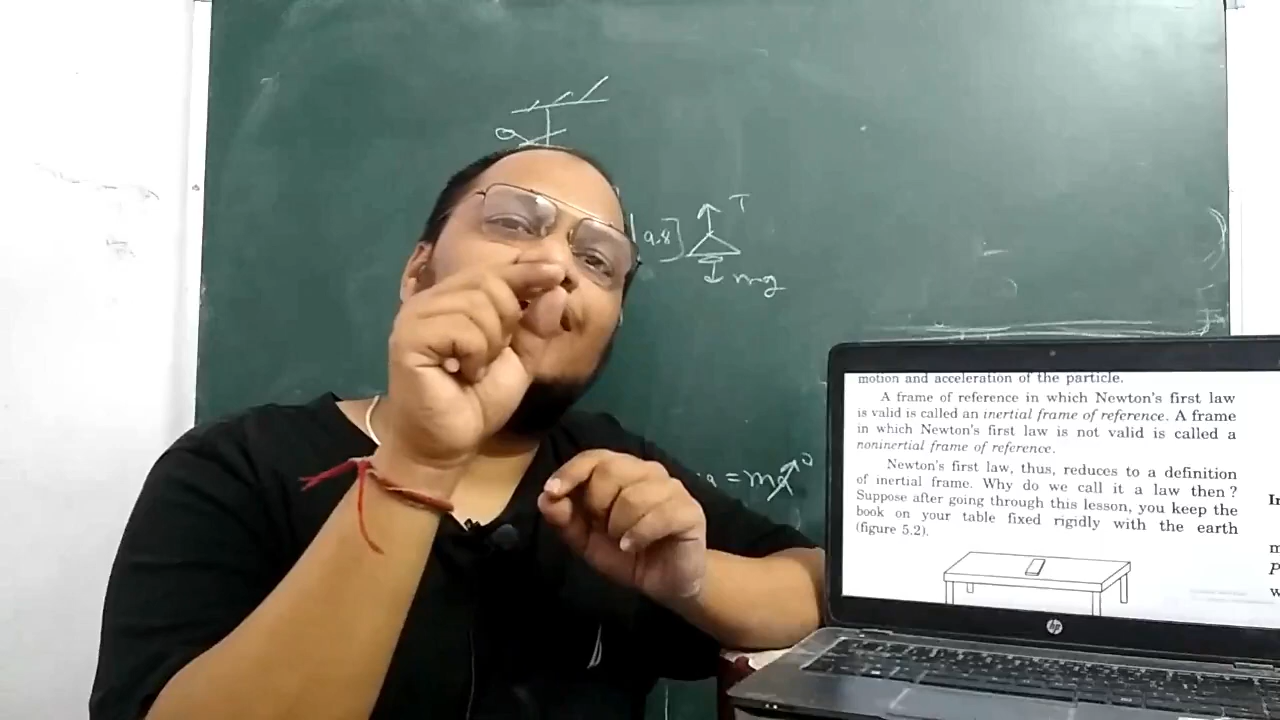 T
9.8]
mg
= ma 0
motion and acceleration of the particle.
A frame of reference in which Newton's first law
is valid is called an inertial frame of reference. A frame
in which Newton's first law is not valid is called a
noninertial frame of reference.
Newton's first law, thus, reduces to a definition
of inertial frame. Why do we call it a law then ?
Suppose after going through this lesson, you keep the
book on your table fixed rigidly with the earth
(figure 5.2).
hp